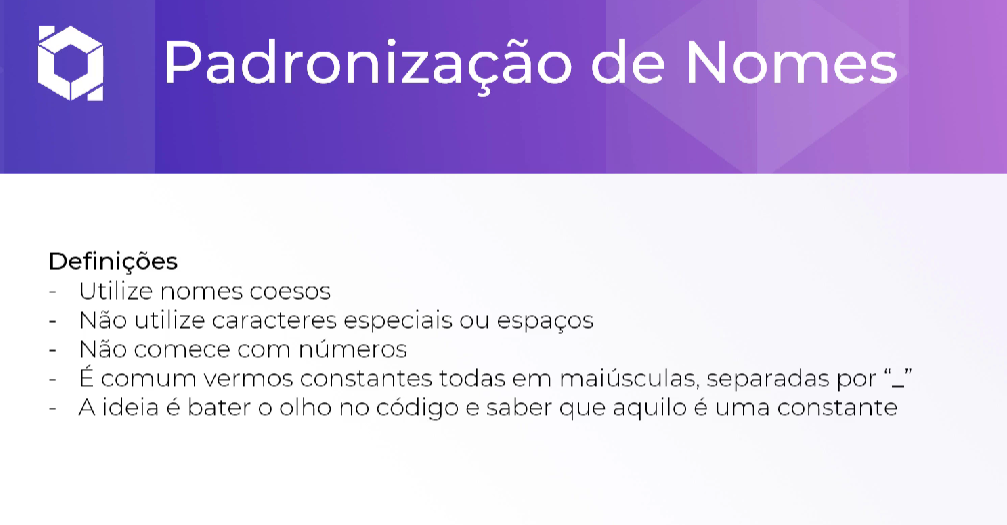 Padronização de Nomes
Definições
- Utilize nomes coesos
- Não utilize caracteres especiais ou espaços
- Não comece com números
- É comum vermos constantes todas em maiúsculas, separadas por “_”
- A ideia é bater o olho no código e saber que aquilo é uma constante